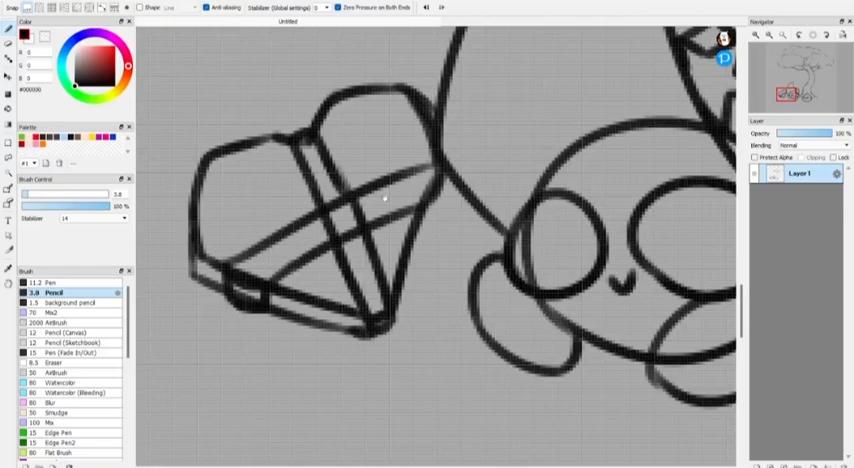 Snap
Shape Line
Anti-aliasing
Stabilizer (Global settings) 0
Zero Pressure on Both Ends
Untitled
Color
R 0
G 0
B 0
#000000
Palette
#1
Brush Control
3.8
100 %
Stabilizer 14
Brush
11.2 Pen
3.8 Pencil
1.5 background pencil
70 Mix2
2000 AirBrush
12 Pencil (Canvas)
12 Pencil (Sketchbook)
15 Pen (Fade In/Out)
8.5 Eraser
50 AirBrush
80 Watercolor
80 Watercolor (Bleeding)
80 Blur
50 Smudge
100 Mix
15 Edge Pen
15 Edge Pen2
80 Flat Brush
Navigator
Layer
Opacity 100 %
Blending Normal
Protect Alpha Clipping Lock
Layer1